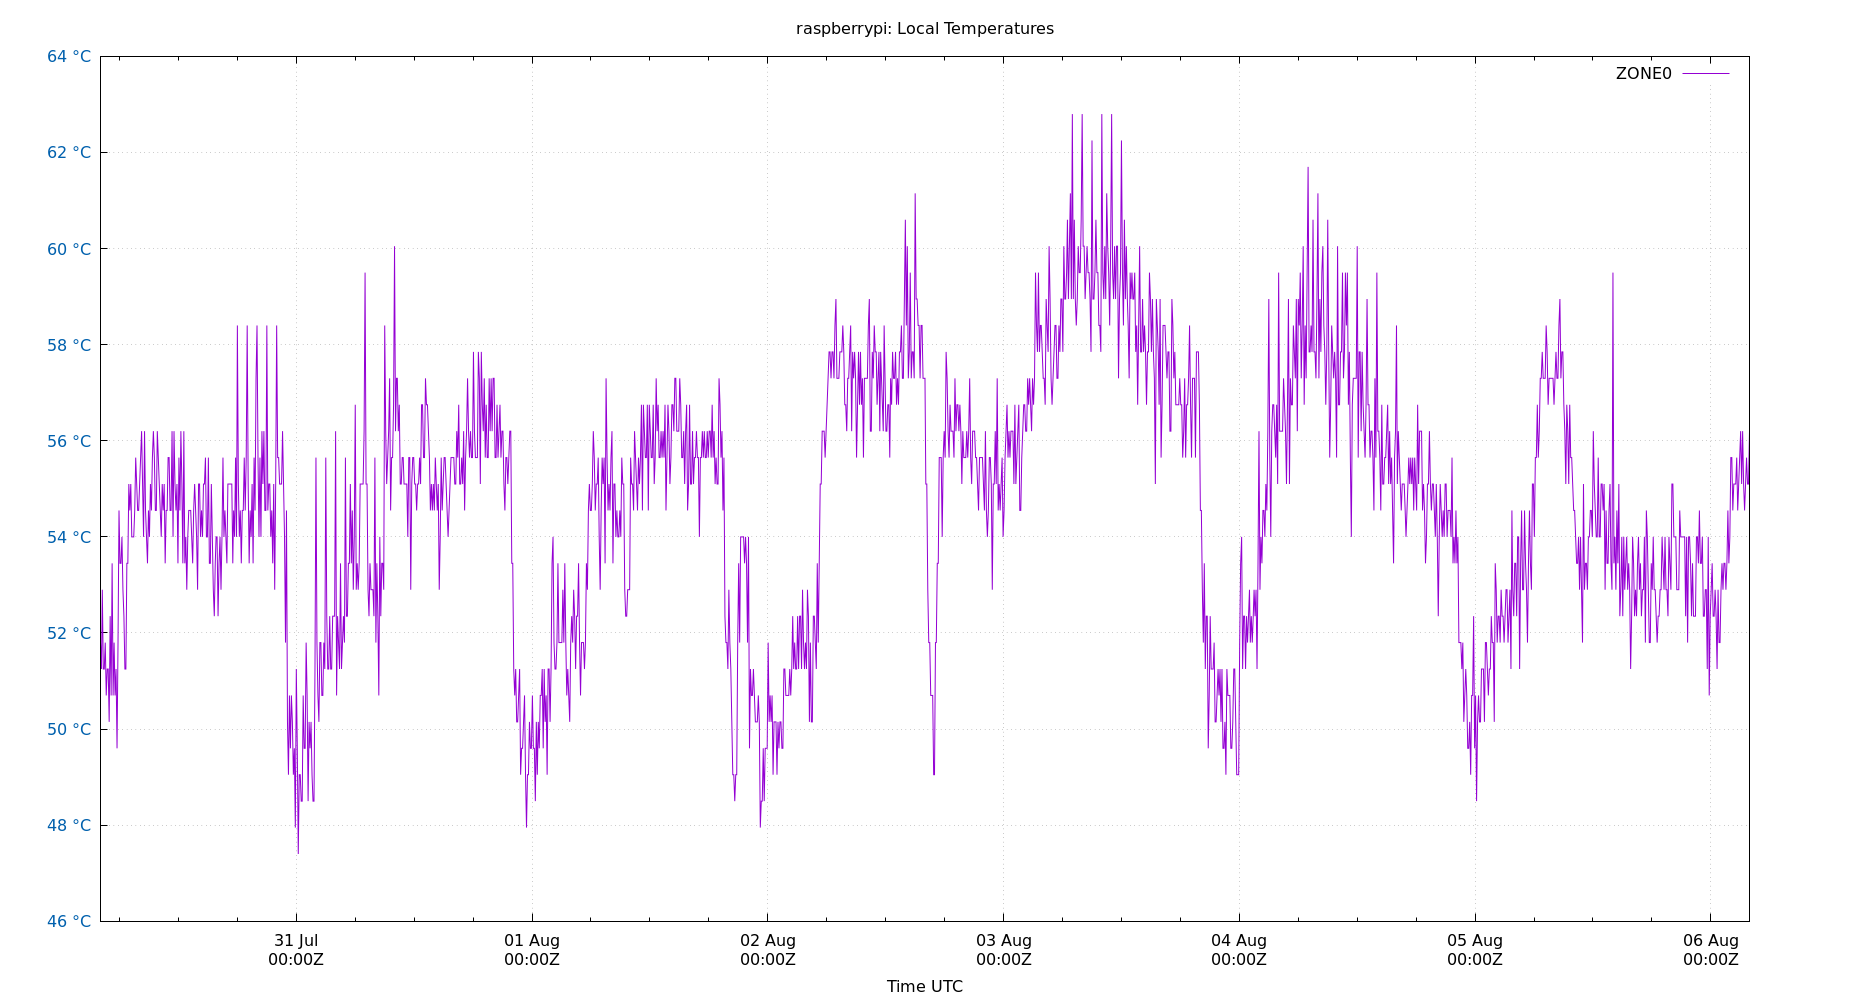 raspberrypi: Local Temperatures
64 °C
ZONE0
62 °C
60 °C
58 °C
56 °C
54 °C
52 °C
50 °C
48 °C
46 °C
31 Jul 01 Aug 02 Aug 03 Aug 04 Aug 05 Aug 06 Aug
00:00Z 00:00Z 00:00Z 00:00Z 00:00Z 00:00Z 00:00Z
Time UTC